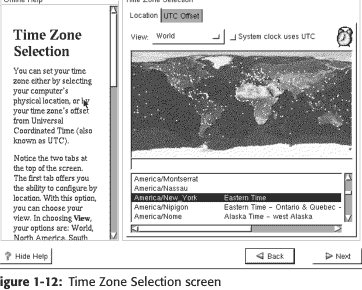 Online Help
Time Zone Selection
Time Zone
Selection
You can set your time
zone either by selecting
your computer's
physical location, or by
your time zone's offset
from Universal
Coordinated Time (also
known as UTC).
Notice the two tabs at
the top of the screen.
The first tab offers you
the ability to configure by
location. With this option,
you can choose your
view. In choosing View,
your options are: World,
North America, South
Location UTC Offset
View: World System clock uses UTC
America/Montserrat
America/Nassau
America/New_York Eastern Time
America/Nipigon Eastern Time - Ontario & Quebec -
America/Nome Alaska Time - west Alaska
? Hide Help
Back
Next
igure 1-12: Time Zone Selection screen